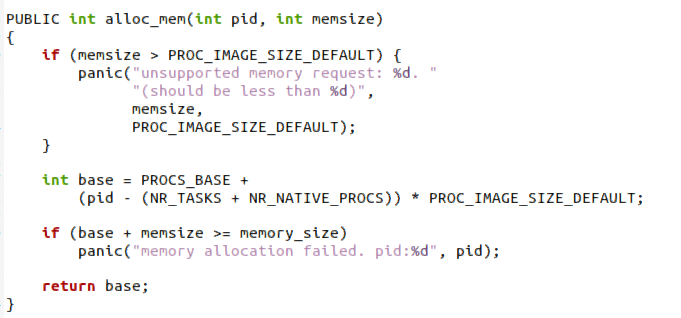 PUBLIC int alloc_mem(int pid, int memsize)
{
    if (memsize > PROC_IMAGE_SIZE_DEFAULT) {
        panic("unsupported memory request: %d. "
              "(should be less than %d)",
              memsize,
              PROC_IMAGE_SIZE_DEFAULT);
    }
    int base = PROCS_BASE +
        (pid - (NR_TASKS + NR_NATIVE_PROCS)) * PROC_IMAGE_SIZE_DEFAULT;
    if (base + memsize >= memory_size)
        panic("memory allocation failed. pid:%d", pid);
    return base;
}